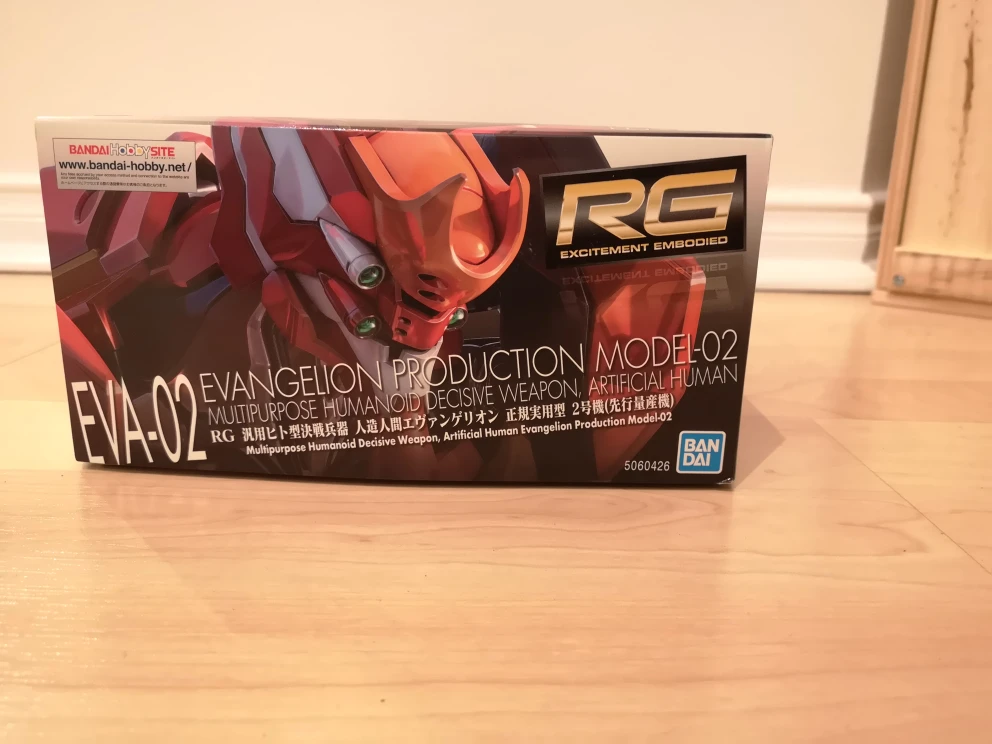 BANDAI HobbySITE
www.bandai-hobby.net/
RG
EXCITEMENT EMBODIED
EVA-02
EVANGELION PRODUCTION MODEL-02
MULTIPURPOSE HUMANOID DECISIVE WEAPON, ARTIFICIAL HUMAN
RG 汎用ヒト型決戦兵器 人造人間エヴァンゲリオン 正規実用型 2号機(先行量産機)
Multipurpose Humanoid Decisive Weapon, Artificial Human Evangelion Production Model-02
5060426
BAN
DAI